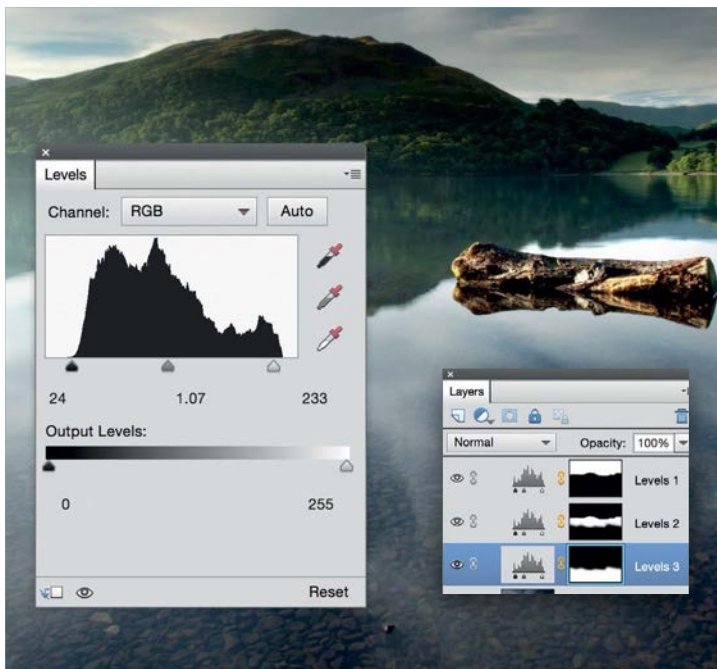 Levels
Channel: RGB Auto
24 1.07 233
Output Levels:
0 255
Reset
Layers
Normal Opacity: 100%
Levels 1
Levels 2
Levels 3